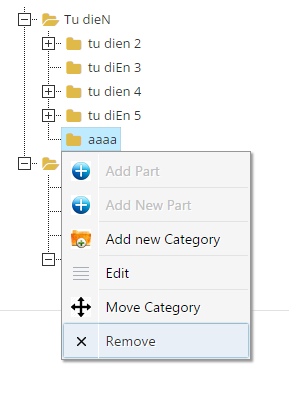 Tu dieN
tu dien 2
tu diEn 3
tu dien 4
tu diEn 5
aaaa
Add Part
Add New Part
Add new Category
Edit
Move Category
Remove